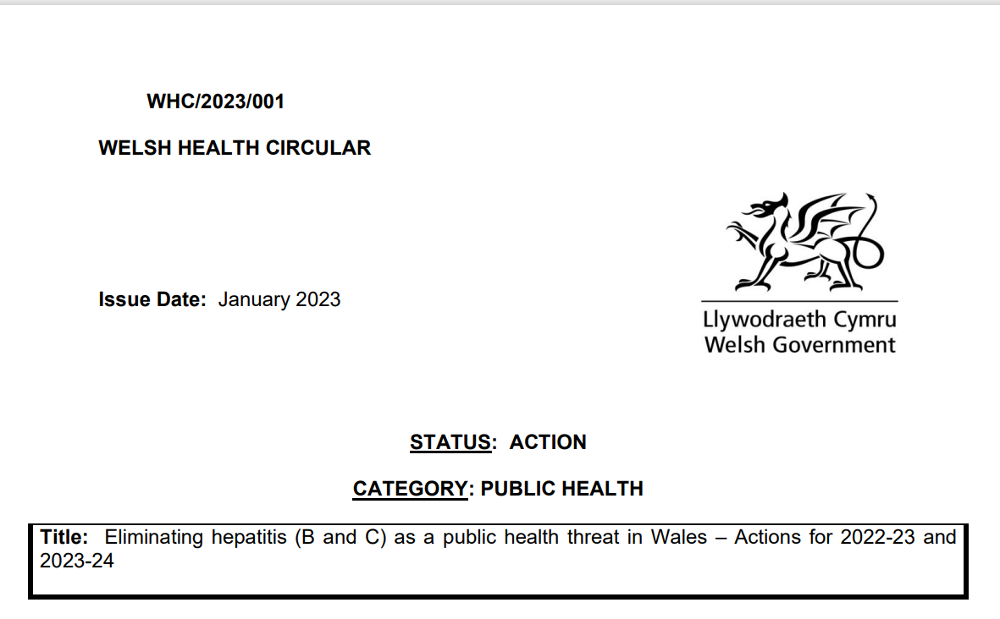 WHC/2023/001
WELSH HEALTH CIRCULAR
Issue Date: January 2023
Llywodraeth Cymru
Welsh Government
STATUS: ACTION
CATEGORY: PUBLIC HEALTH
Title: Eliminating hepatitis (B and C) as a public health threat in Wales – Actions for 2022-23 and
2023-24